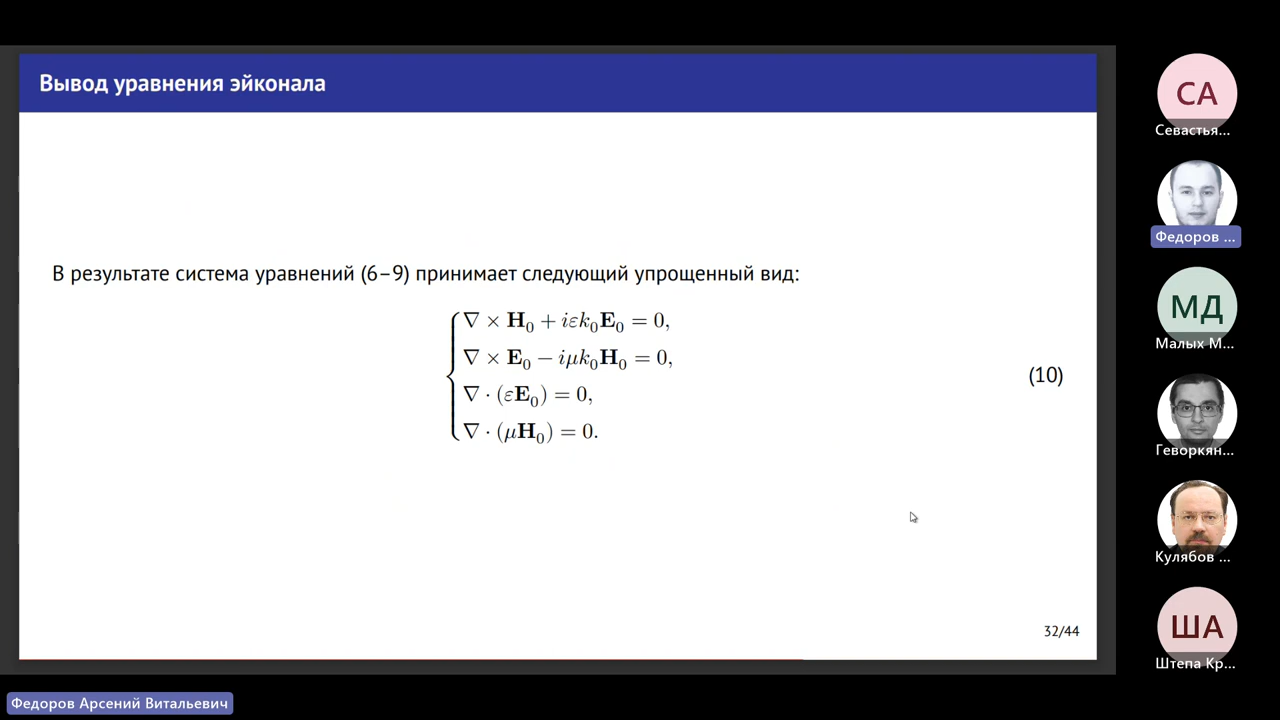 Вывод уравнения эйконала
В результате система уравнений (6–9) принимает следующий упрощенный вид:
∇ × H₀ + iεk₀E₀ = 0,
∇ × E₀ − iμk₀H₀ = 0,
∇ · (εE₀) = 0,
∇ · (μH₀) = 0.
(10)
32/44
СА
Севастья...
Федоров ...
МД
Малых М...
Геворкян...
Кулябов ...
ША
Штепа Кр...
Федоров Арсений Витальевич